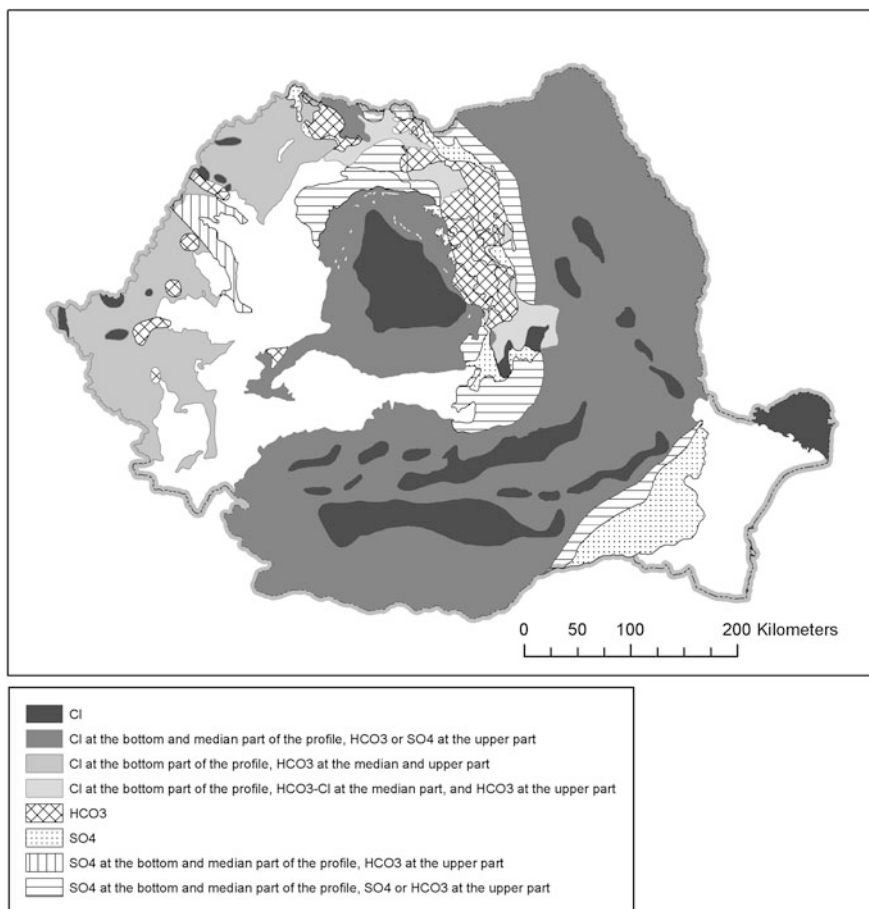 0 50 100 200 Kilometers
Cl
Cl at the bottom and median part of the profile, HCO3 or SO4 at the upper part
Cl at the bottom part of the profile, HCO3 at the median and upper part
Cl at the bottom part of the profile, HCO3-Cl at the median part, and HCO3 at the upper part
HCO3
SO4
SO4 at the bottom and median part of the profile, HCO3 at the upper part
SO4 at the bottom and median part of the profile, SO4 or HCO3 at the upper part